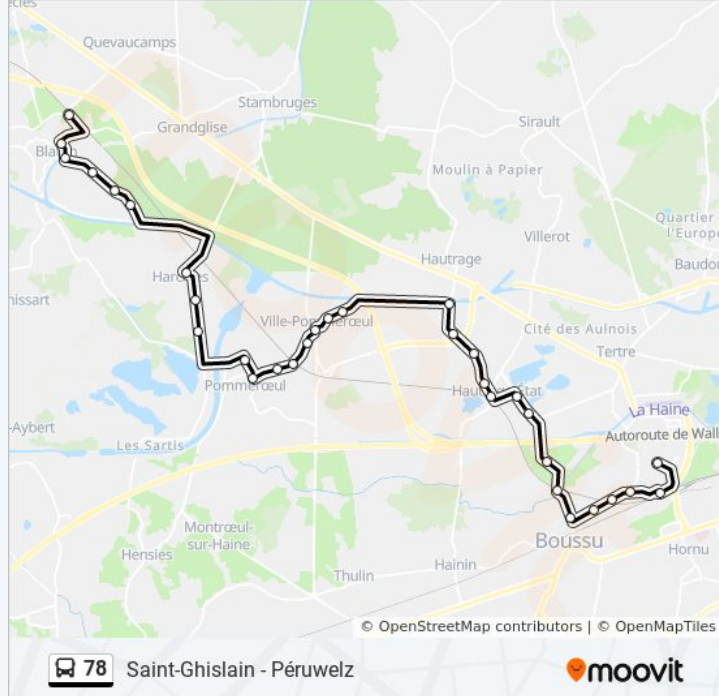 Quevaucamps
Stambruges
Grandglise
Sirault
Moulin à Papier
Quartier
l'Europe
Villerot
Baudou
Hautrage
Ville-Pommerœul
Cité des Aulnois
Tertre
Pommerœul
La Haine
-Aybert
Autoroute de Wall
Les Sartis
Montrœul-
sur-Haine
Hensies
Boussu
Hornu
Hainin
Thulin
© OpenStreetMap contributors | © OpenMapTiles
78 Saint-Ghislain - Péruwelz
moovit